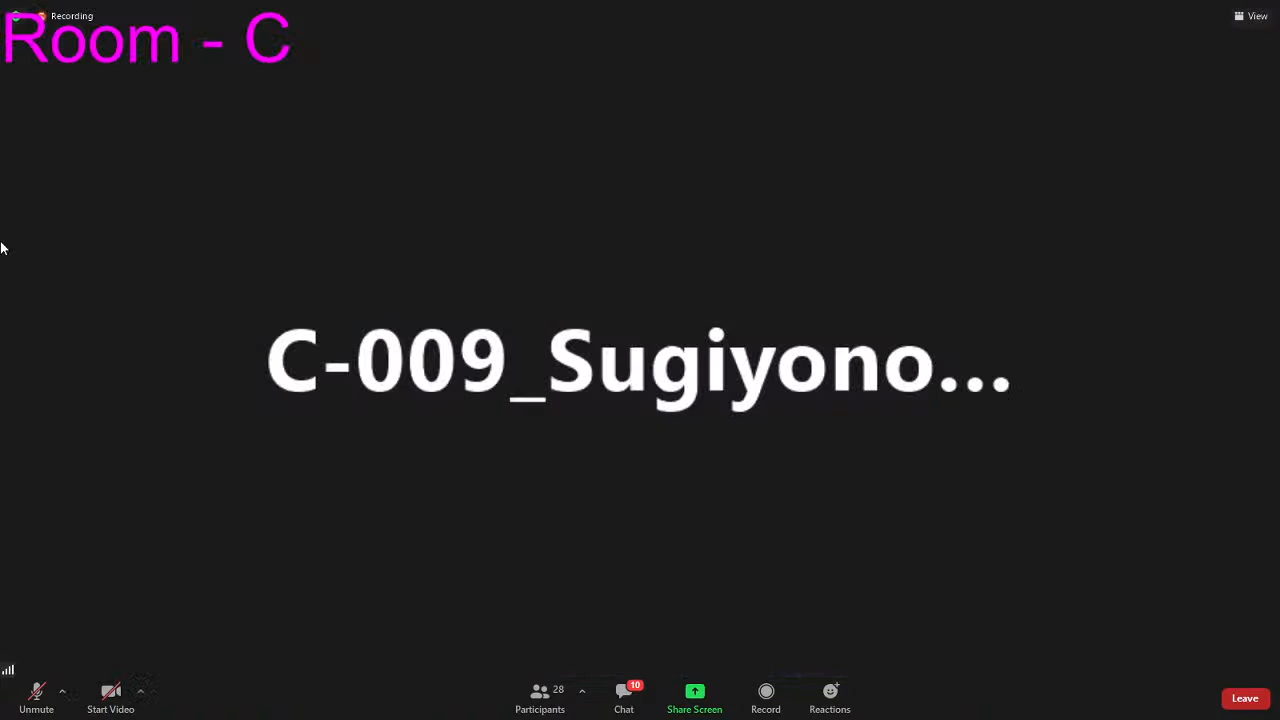 Recording
View
Room - C
C-009_Sugiyono...
Unmute
Start Video
28
Participants
10
Chat
Share Screen
Record
Reactions
Leave